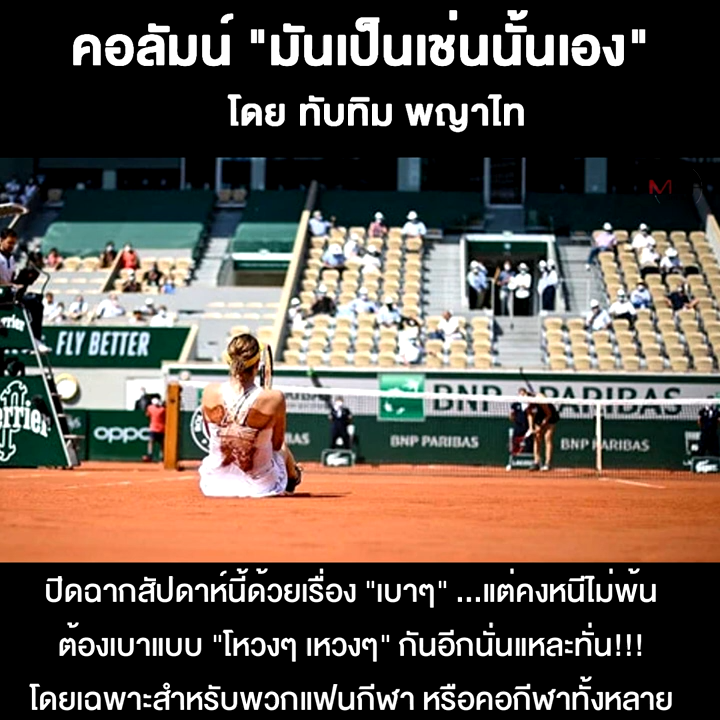 คอลัมน์ "มันเป็นเช่นนั้นเอง"
โดย ทับทิม พญาไท
M
FLY BETTER
Perrier
oppo
BNP PARIBAS
BNP PARIBAS
BNP PARIBAS
ปิดฉากสัปดาห์นี้ด้วยเรื่อง "เบาๆ" ...แต่คงหนีไม่พ้น
ต้องเบาแบบ "โหวงๆ เหวงๆ" กันอีกนั่นแหละทั่น!!!
โดยเฉพาะสำหรับพวกแฟนกีฬา หรือคอกีฬาทั้งหลาย